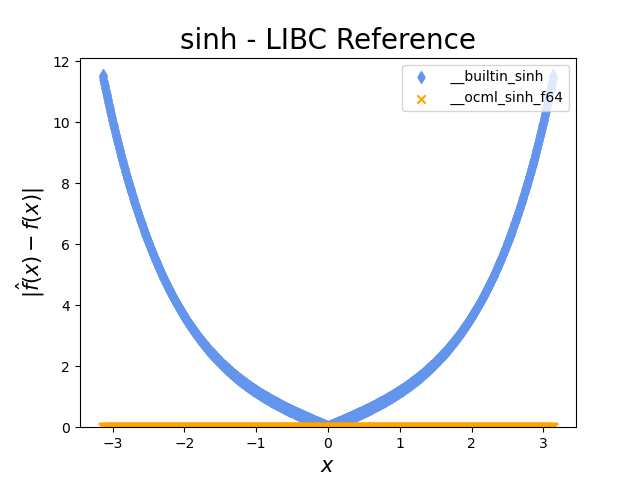 sinh - LIBC Reference
|f̂(x) − f(x)|
12
10
8
6
4
2
0
__builtin_sinh
__ocml_sinh_f64
−3 −2 −1 0 1 2 3
x